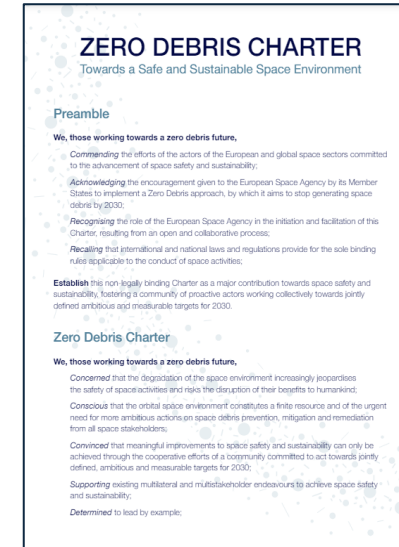 ZERO DEBRIS CHARTER
Towards a Safe and Sustainable Space Environment
Preamble
We, those working towards a zero debris future,
Commending the efforts of the actors of the European and global space sectors committed
to the advancement of space safety and sustainability;
Acknowledging the encouragement given to the European Space Agency by its Member
States to implement a Zero Debris approach, by which it aims to stop generating space
debris by 2030;
Recognising the role of the European Space Agency in the initiation and facilitation of this
Charter, resulting from an open and collaborative process;
Recalling that international and national laws and regulations provide for the sole binding
rules applicable to the conduct of space activities;
Establish this non-legally binding Charter as a major contribution towards space safety and
sustainability, fostering a community of proactive actors working collectively towards jointly
defined ambitious and measurable targets for 2030.
Zero Debris Charter
We, those working towards a zero debris future,
Concerned that the degradation of the space environment increasingly jeopardises
the safety of space activities and risks the disruption of their benefits to humankind;
Conscious that the orbital space environment constitutes a finite resource and of the urgent
need for more ambitious actions on space debris prevention, mitigation and remediation
from all space stakeholders;
Convinced that meaningful improvements to space safety and sustainability can only be
achieved through the cooperative efforts of a community committed to act towards jointly
defined, ambitious and measurable targets for 2030;
Supporting existing multilateral and multistakeholder endeavours to achieve space safety
and sustainability;
Determined to lead by example;